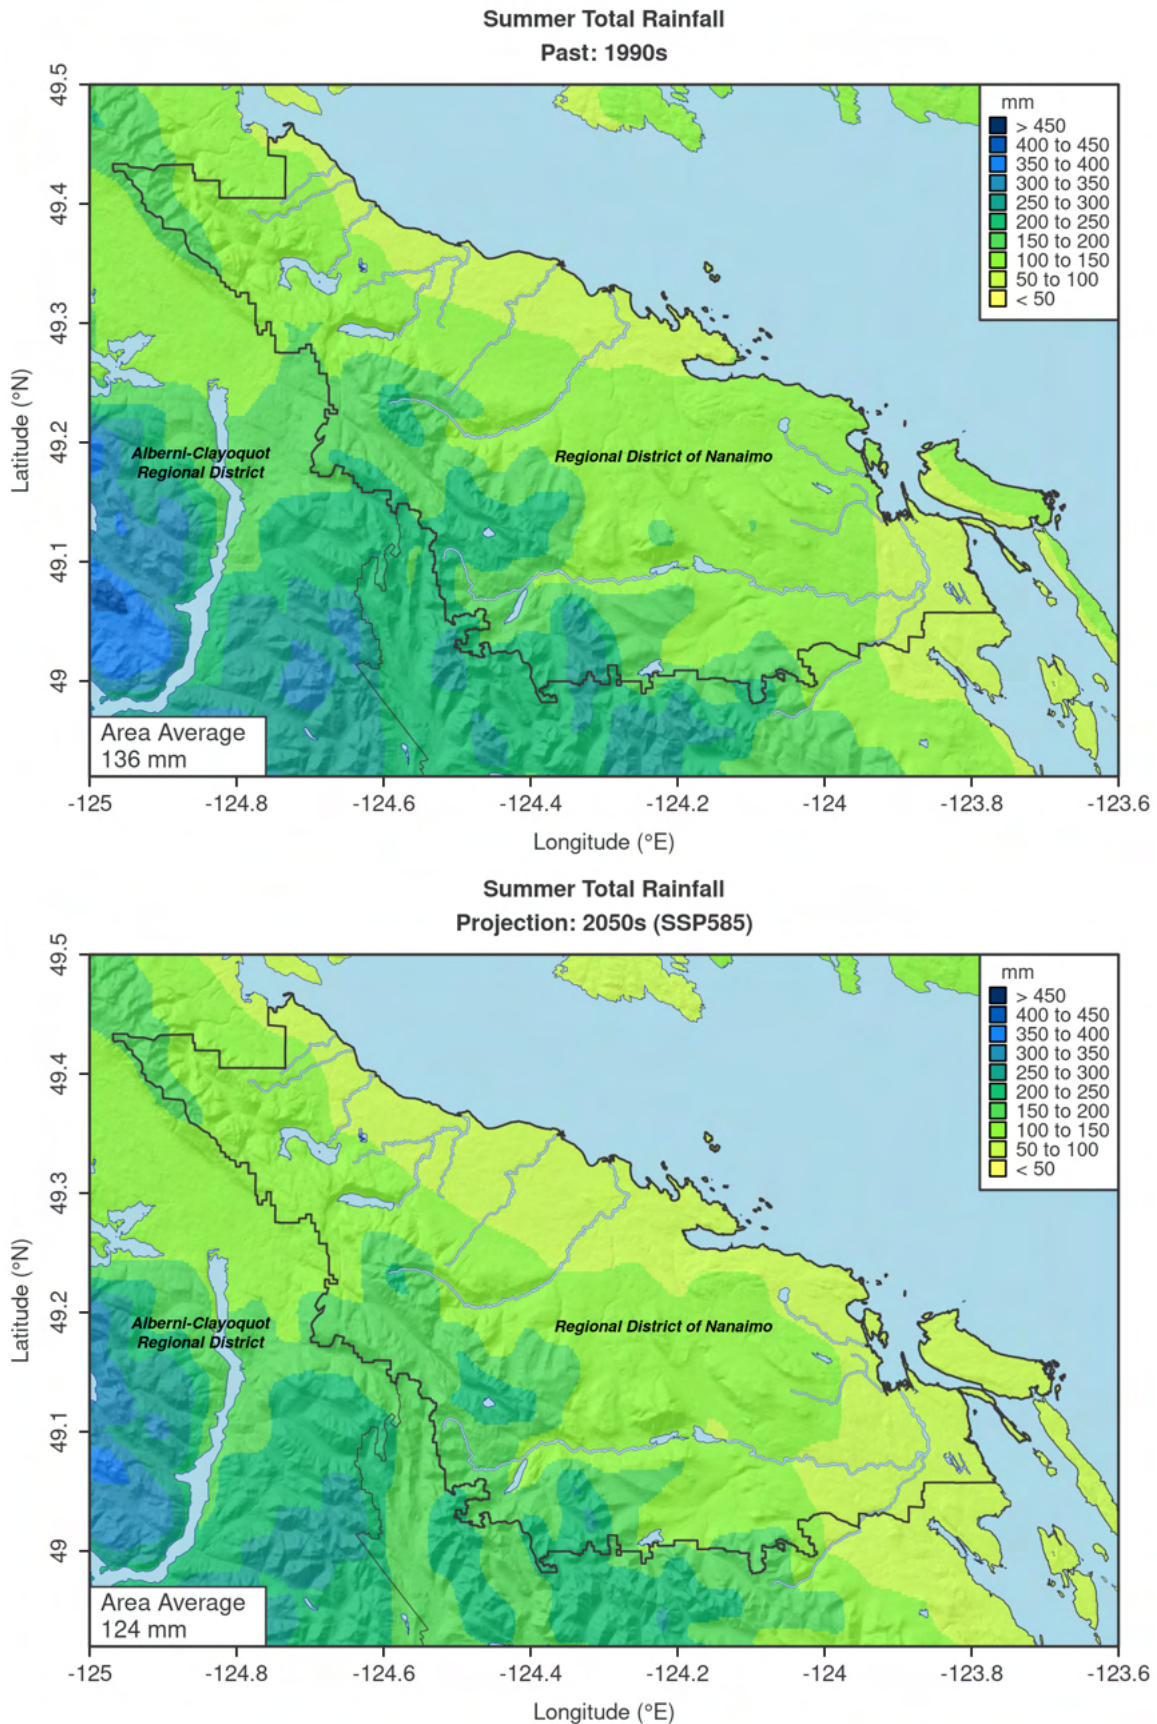 Summer Total Rainfall
Past: 1990s
mm
> 450
400 to 450
350 to 400
300 to 350
250 to 300
200 to 250
150 to 200
100 to 150
50 to 100
< 50
49.5
49.4
49.3
49.2
49.1
49
Latitude (°N)
Alberni-Clayoquot
Regional District
Regional District of Nanaimo
Area Average
136 mm
-125
-124.8
-124.6
-124.4
-124.2
-124
-123.8
-123.6
Longitude (°E)
Summer Total Rainfall
Projection: 2050s (SSP585)
mm
> 450
400 to 450
350 to 400
300 to 350
250 to 300
200 to 250
150 to 200
100 to 150
50 to 100
< 50
49.5
49.4
49.3
49.2
49.1
49
Latitude (°N)
Alberni-Clayoquot
Regional District
Regional District of Nanaimo
Area Average
124 mm
-125
-124.8
-124.6
-124.4
-124.2
-124
-123.8
-123.6
Longitude (°E)